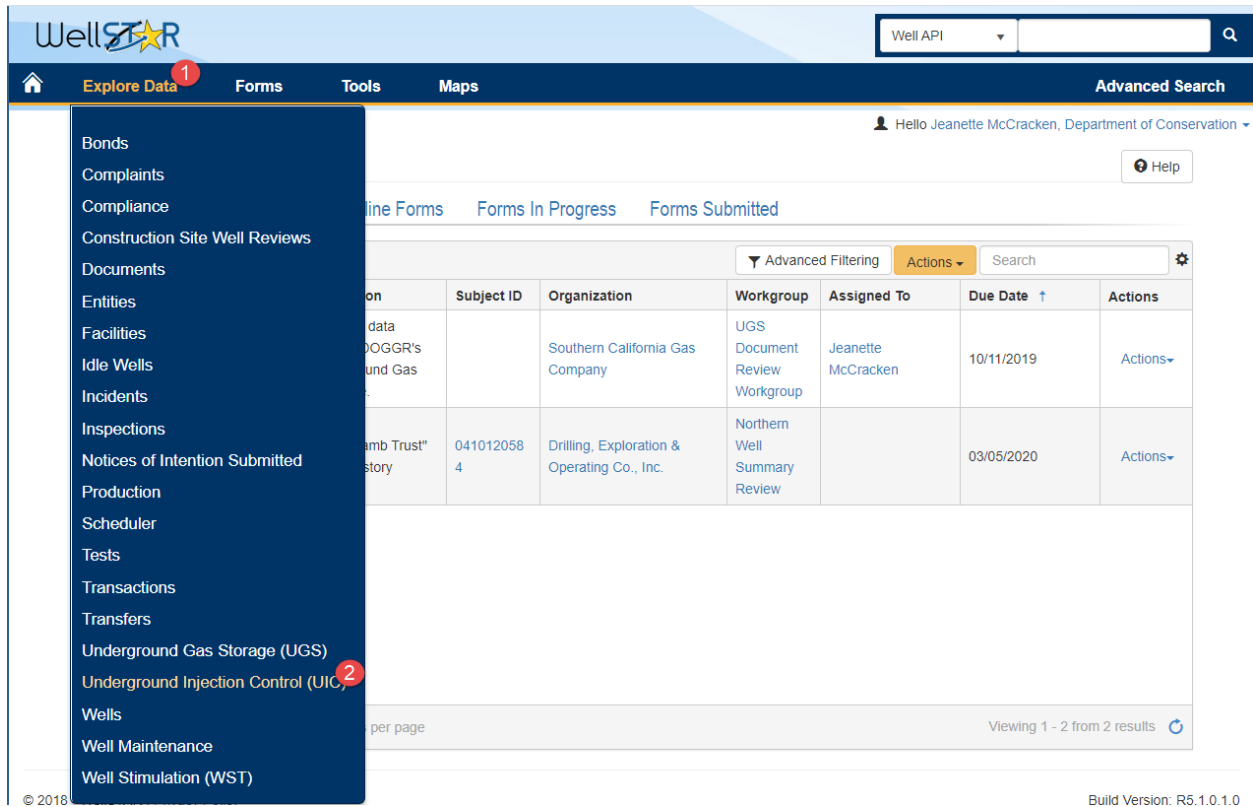 WellSTAR
Well API
Explore Data 1 Forms Tools Maps Advanced Search
Hello Jeanette McCracken, Department of Conservation
Help
line Forms Forms In Progress Forms Submitted
Advanced Filtering Actions Search
on Subject ID Organization Workgroup Assigned To Due Date ↑ Actions
data
OOGGR's
und Gas
Southern California Gas
Company
UGS
Document
Review
Workgroup
Jeanette
McCracken
10/11/2019
Actions
amb Trust"
story
041012058
4
Drilling, Exploration &
Operating Co., Inc.
Northern
Well
Summary
Review
03/05/2020
Actions
Bonds
Complaints
Compliance
Construction Site Well Reviews
Documents
Entities
Facilities
Idle Wells
Incidents
Inspections
Notices of Intention Submitted
Production
Scheduler
Tests
Transactions
Transfers
Underground Gas Storage (UGS)
Underground Injection Control (UIC) 2
Wells
Well Maintenance
Well Stimulation (WST)
per page
Viewing 1 - 2 from 2 results
© 2018
Build Version: R5.1.0.1.0